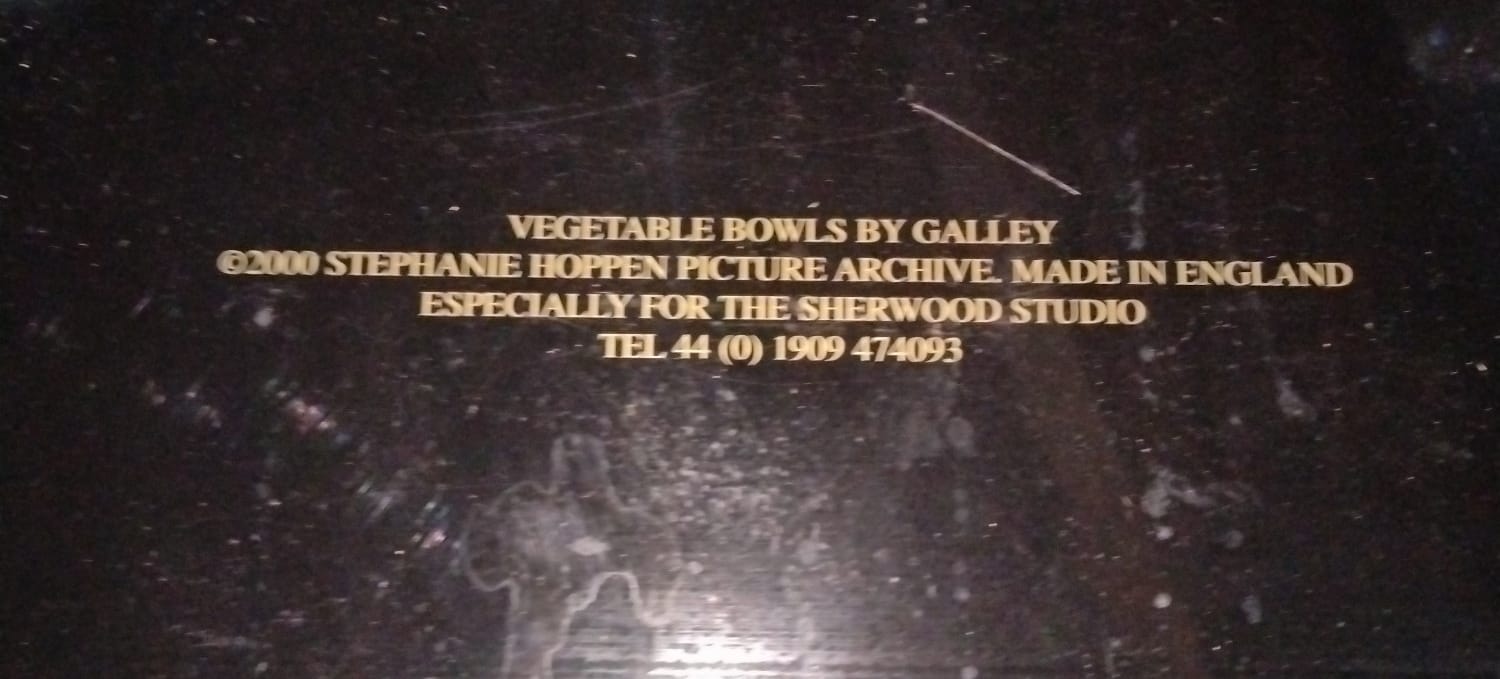 VEGETABLE BOWLS BY GALLEY
©2000 STEPHANIE HOPPEN PICTURE ARCHIVE. MADE IN ENGLAND
ESPECIALLY FOR THE SHERWOOD STUDIO
TEL 44 (0) 1909 474093